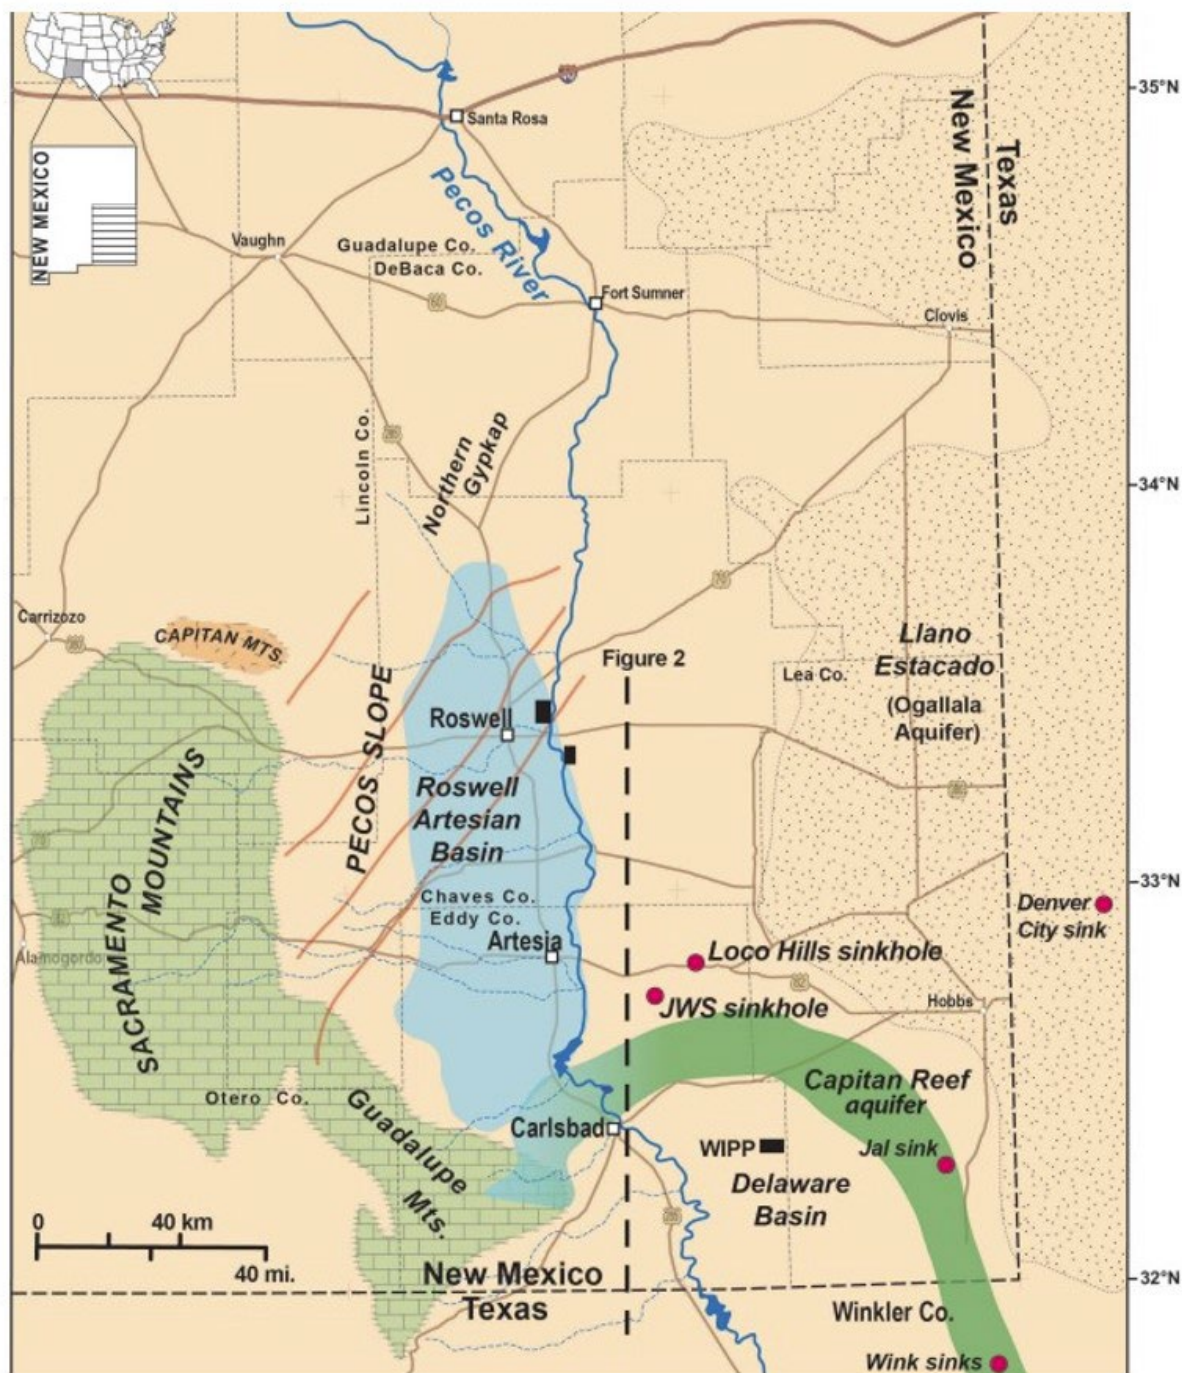 35°N
Santa Rosa
New Mexico
Texas
NEW MEXICO
Pecos River
Vaughn
Guadalupe Co.
DeBaca Co.
60
Fort Sumner
Clovis
Lincoln Co.
Northern
Gypkap
34°N
70
Carrizozo
CAPITAN MTS.
Llano
Estacado
(Ogallala
Aquifer)
Figure 2
Lea Co.
PECOS SLOPE
Roswell
Roswell
Artesian
Basin
SACRAMENTO
MOUNTAINS
Chaves Co.
Eddy Co.
33°N
Denver
City sink
Artesia
Loco Hills sinkhole
Alamogordo
82
JWS sinkhole
Hobbs
Capitan Reef
aquifer
Otero Co.
Guadalupe
Mts.
Carlsbad
WIPP
Jal sink
Delaware
Basin
0
40 km
40 mi.
New Mexico
Texas
32°N
Winkler Co.
Wink sinks